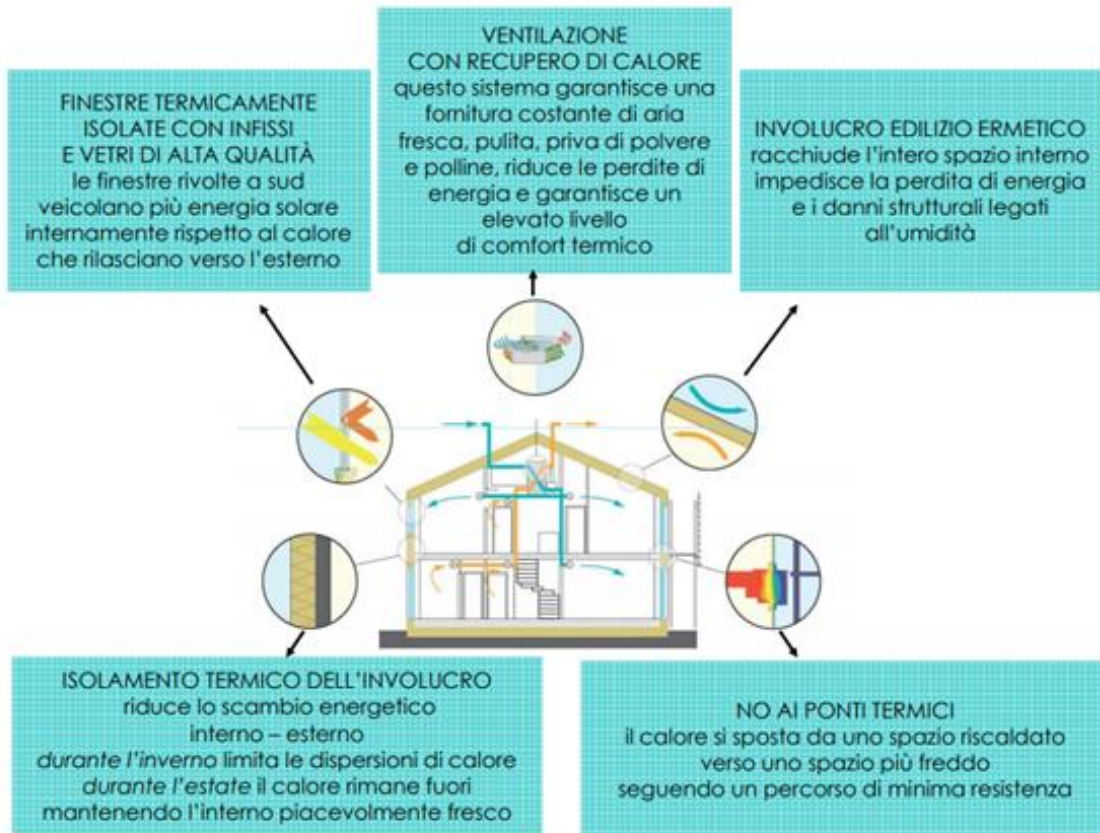 FINESTRE TERMICAMENTE
ISOLATE CON INFISSI
E VETRI DI ALTA QUALITÀ
le finestre rivolte a sud
veicolano più energia solare
internamente rispetto al calore
che rilasciano verso l'esterno
VENTILAZIONE
CON RECUPERO DI CALORE
questo sistema garantisce una
fornitura costante di aria
fresca, pulita, priva di polvere
e polline, riduce le perdite di
energia e garantisce un
elevato livello
di comfort termico
INVOLUCRO EDILIZIO ERMETICO
racchiude l'intero spazio interno
impedisce la perdita di energia
e i danni strutturali legati
all'umidità
ISOLAMENTO TERMICO DELL'INVOLUCRO
riduce lo scambio energetico
interno – esterno
durante l'inverno limita le dispersioni di calore
durante l'estate il calore rimane fuori
mantenendo l'interno piacevolmente fresco
NO AI PONTI TERMICI
il calore si sposta da uno spazio riscaldato
verso uno spazio più freddo
seguendo un percorso di minima resistenza